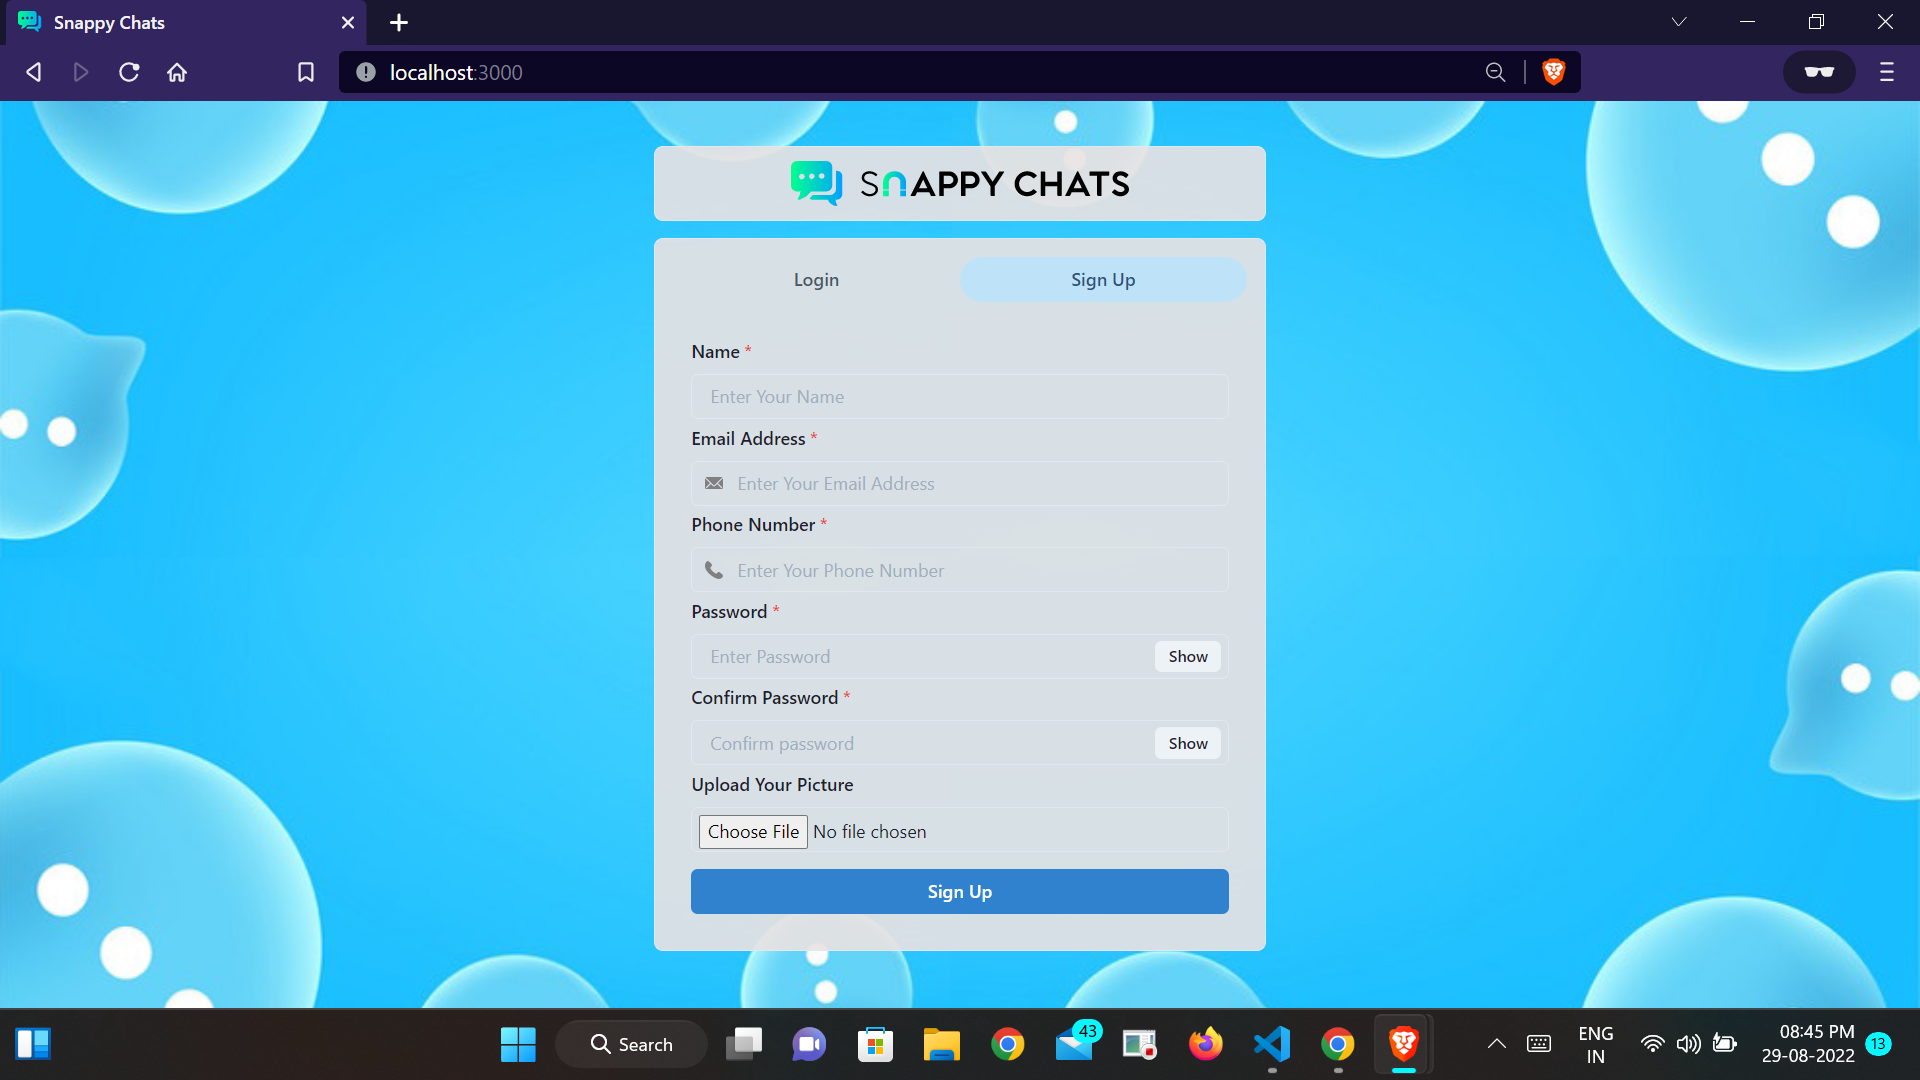 Snappy Chats
localhost:3000
SNAPPY CHATS
Login
Sign Up
Name *
Enter Your Name
Email Address *
Enter Your Email Address
Phone Number *
Enter Your Phone Number
Password *
Enter Password
Show
Confirm Password *
Confirm password
Show
Upload Your Picture
Choose File No file chosen
Sign Up
Search
43
ENG
IN
08:45 PM
29-08-2022
13